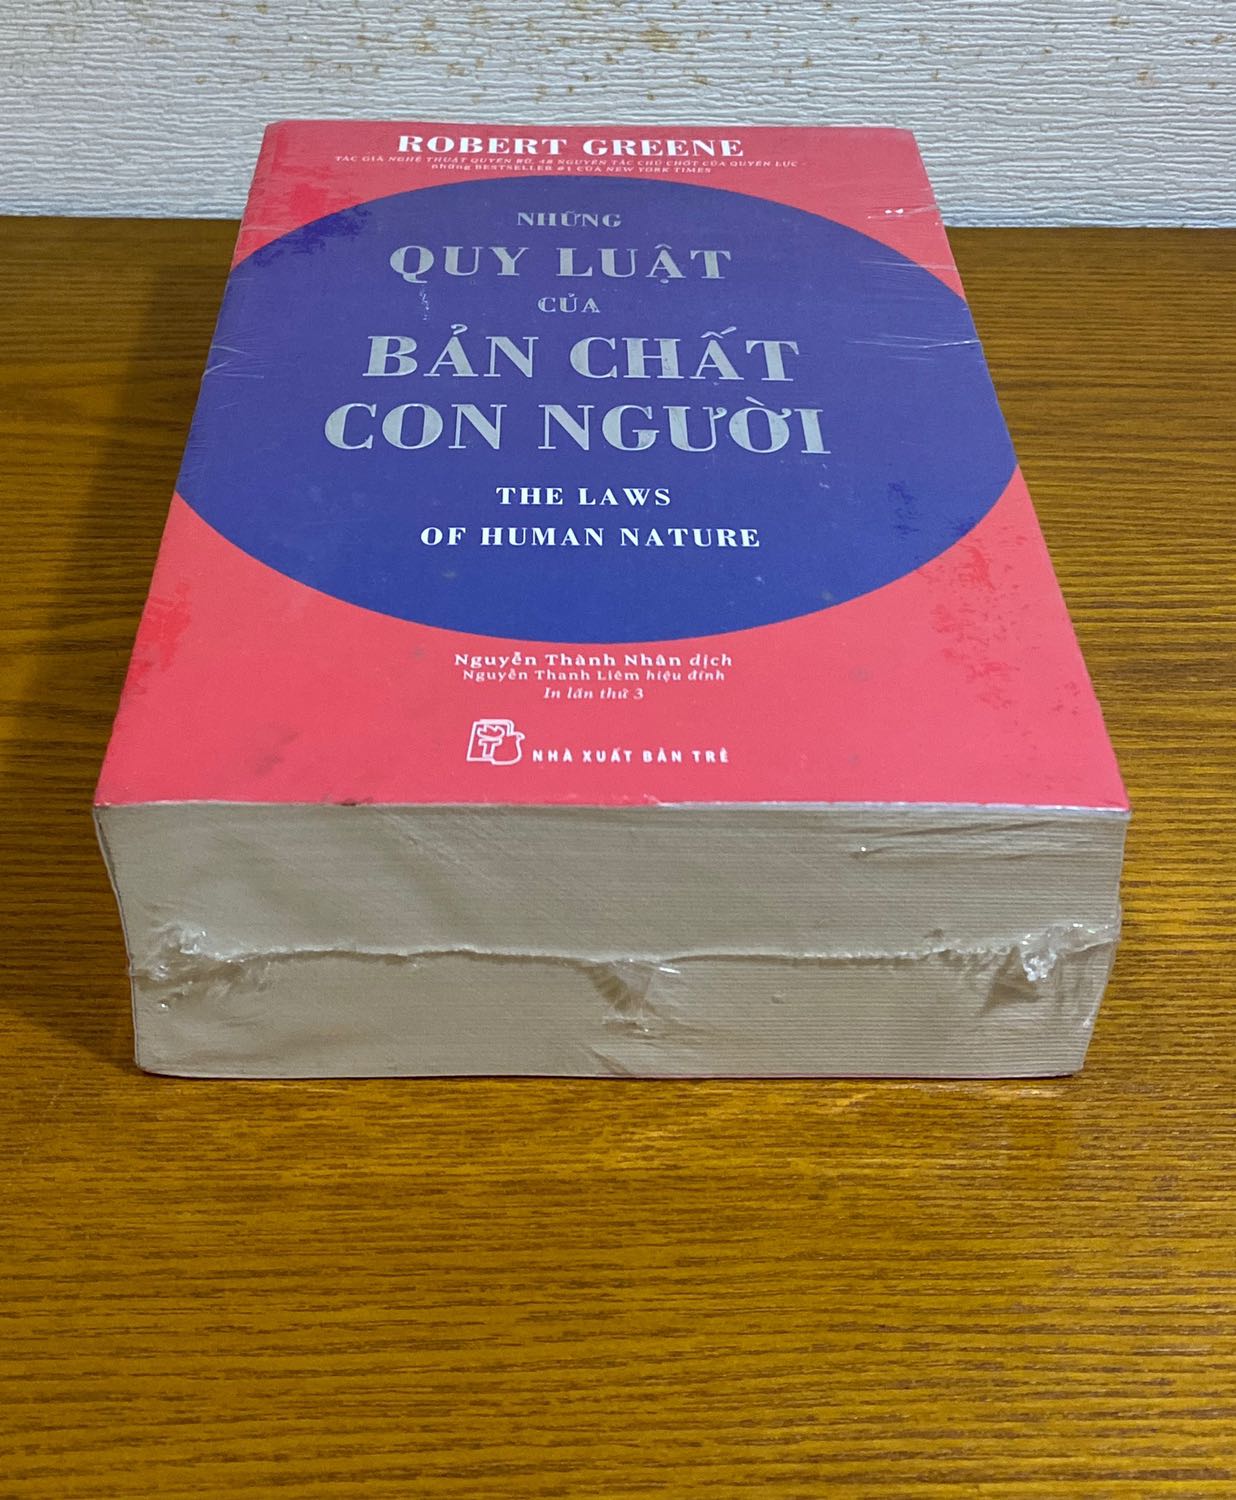 ROBERT GREENE
TÁC GIẢ NGHỆ THUẬT QUYẾN RŨ, 48 NGUYÊN TẮC CHỦ CHỐT CỦA QUYỀN LỰC -
những BESTSELLER #1 CỦA NEW YORK TIMES
NHỮNG
QUY LUẬT
CỦA
BẢN CHẤT
CON NGƯỜI
THE LAWS
OF HUMAN NATURE
Nguyễn Thành Nhân dịch
Nguyễn Thanh Liêm hiệu đính
In lần thứ 3
NHÀ XUẤT BẢN TRẺ